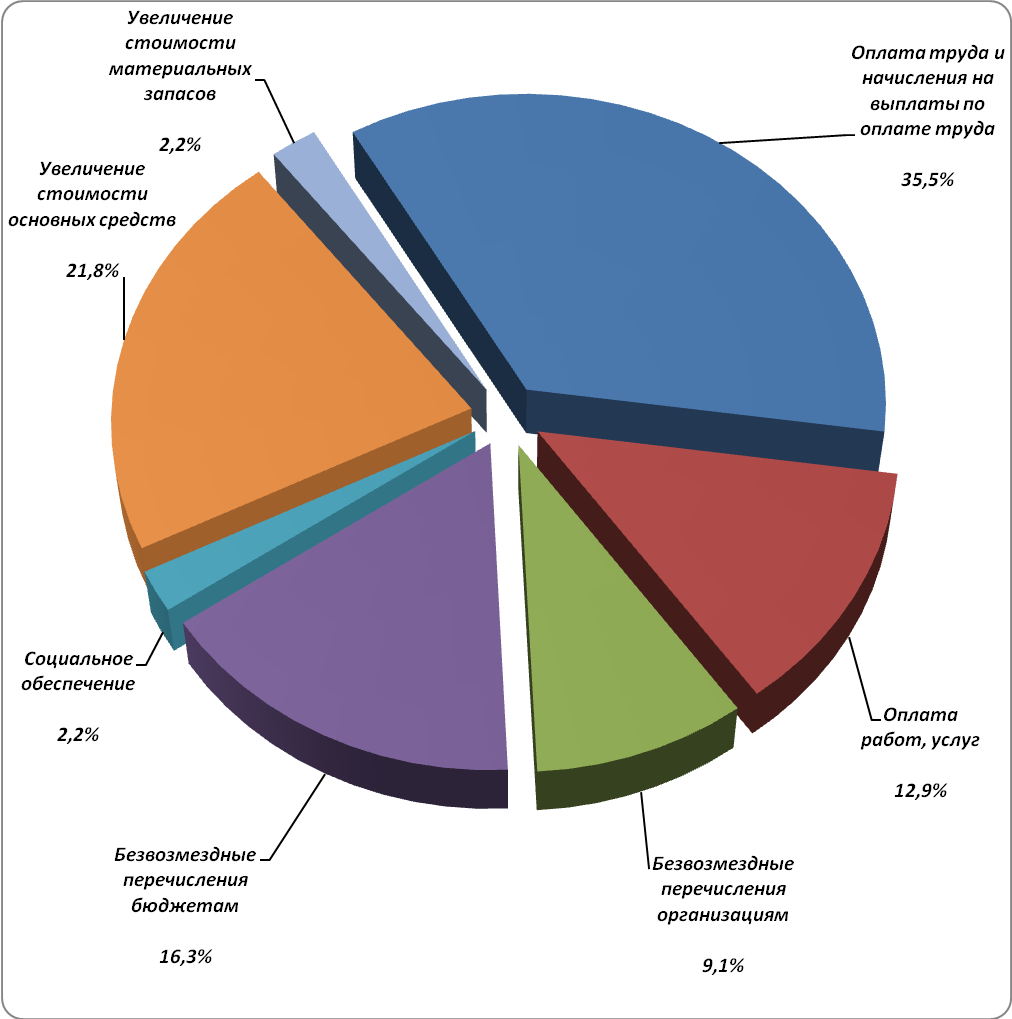 Увеличение
стоимости
материальных
запасов
2,2%
Оплата труда и
начисления на
выплаты по
оплате труда
35,5%
Увеличение
стоимости
основных средств
21,8%
Социальное
обеспечение
2,2%
Оплата
работ, услуг
12,9%
Безвозмездные
перечисления
бюджетам
16,3%
Безвозмездные
перечисления
организациям
9,1%